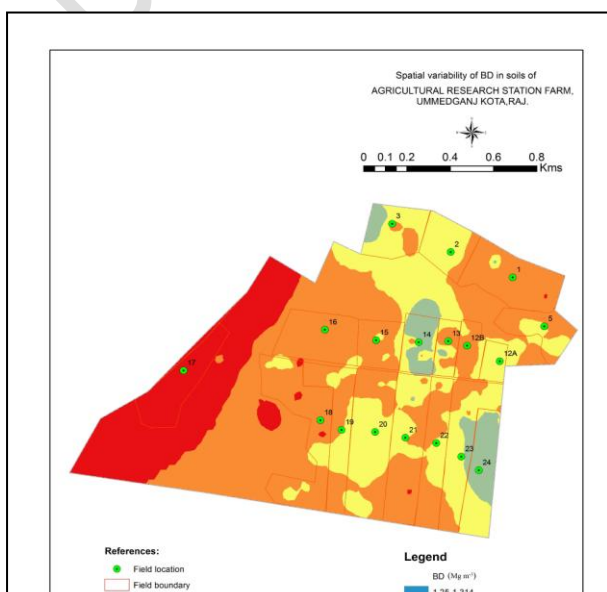 Spatial variability of BD in soils of
AGRICULTURAL RESEARCH STATION FARM,
UMMEDGANJ KOTA,RAJ.
0 0.1 0.2 0.4 0.6 0.8
Kms
3
2
1
5
16
15
14
13
12B
12A
17
18
19
20
21
22
23
24
References:
Field location
Field boundary
Legend
BD (Mg m⁻³)